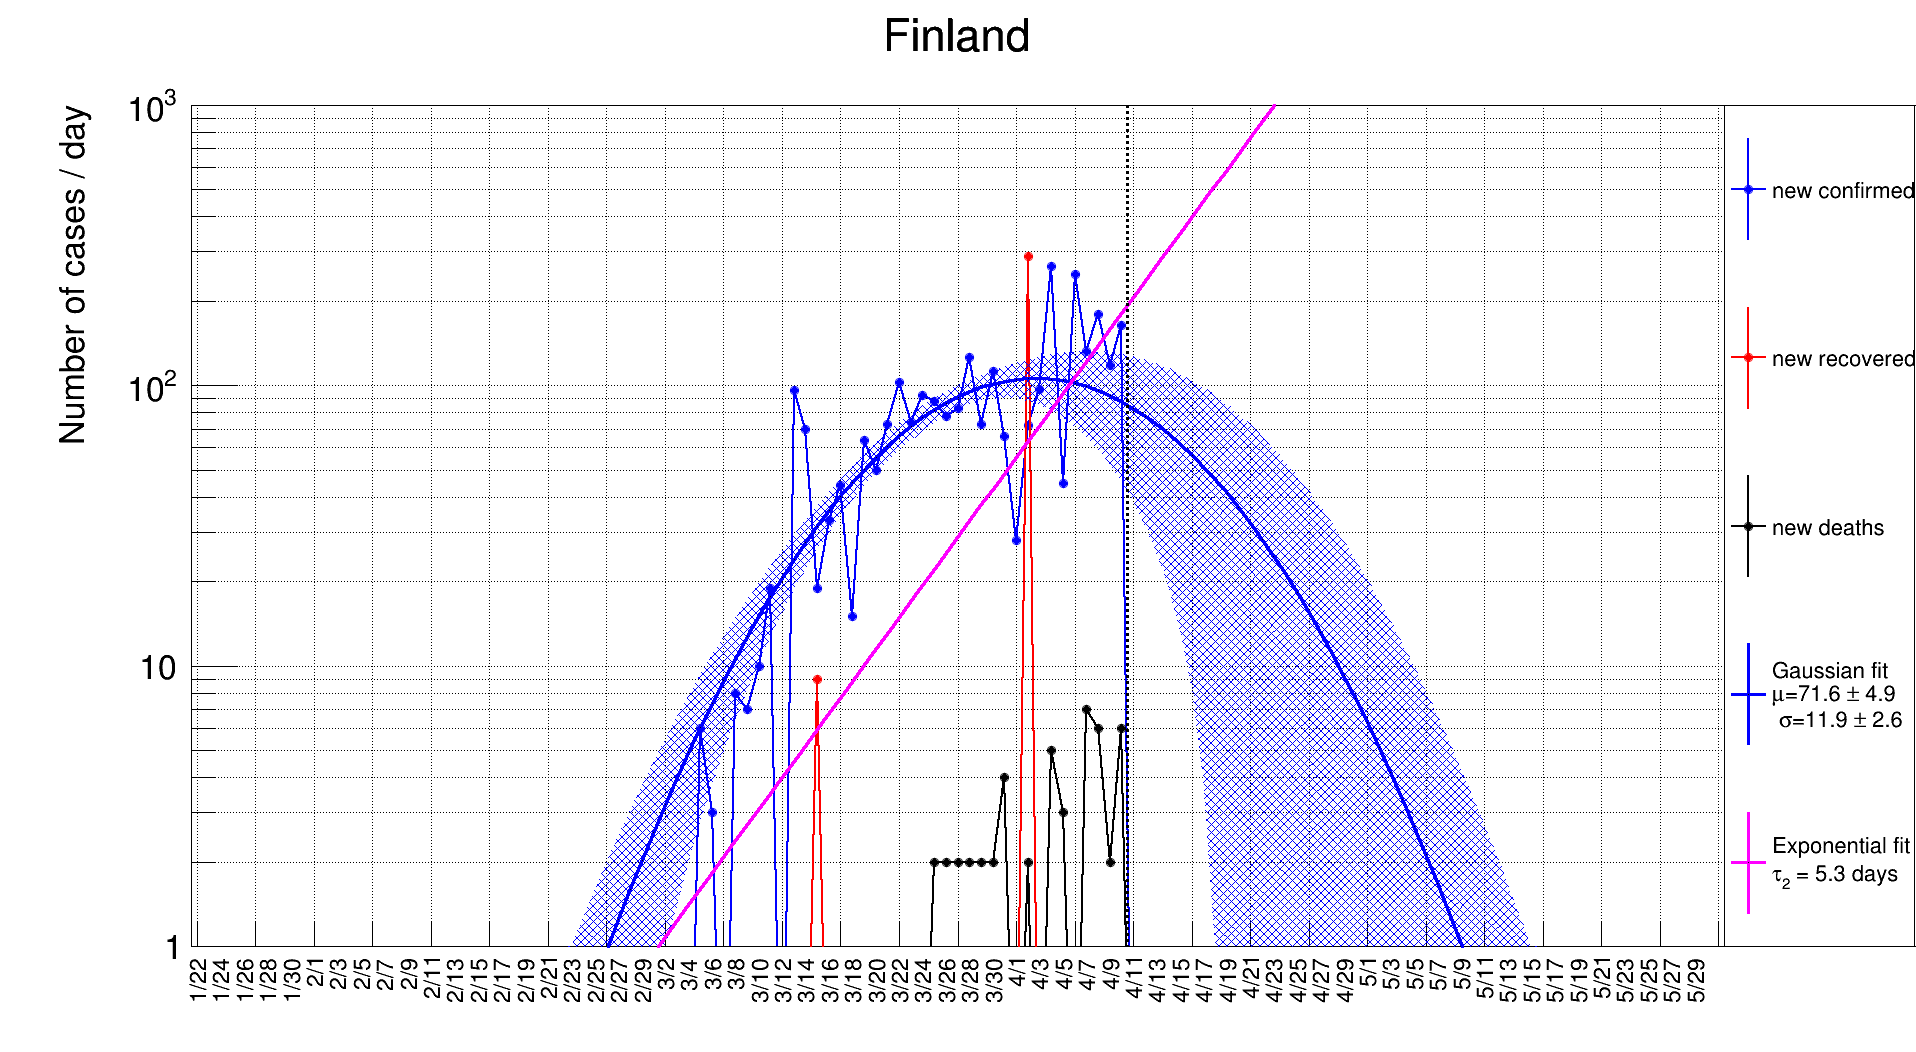 Finland
Number of cases / day
10³
10²
10
1
1/22 1/24 1/26 1/28 1/30 2/1 2/3 2/5 2/7 2/9 2/11 2/13 2/15 2/17 2/19 2/21 2/23 2/25 2/27 2/29 3/2 3/4 3/6 3/8 3/10 3/12 3/14 3/16 3/18 3/20 3/22 3/24 3/26 3/28 3/30 4/1 4/3 4/5 4/7 4/9 4/11 4/13 4/15 4/17 4/19 4/21 4/23 4/25 4/27 4/29 5/1 5/3 5/5 5/7 5/9 5/11 5/13 5/15 5/17 5/19 5/21 5/23 5/25 5/27 5/29
new confirmed
new recovered
new deaths
Gaussian fit
μ=71.6 ± 4.9
σ=11.9 ± 2.6
Exponential fit
τ₂ = 5.3 days